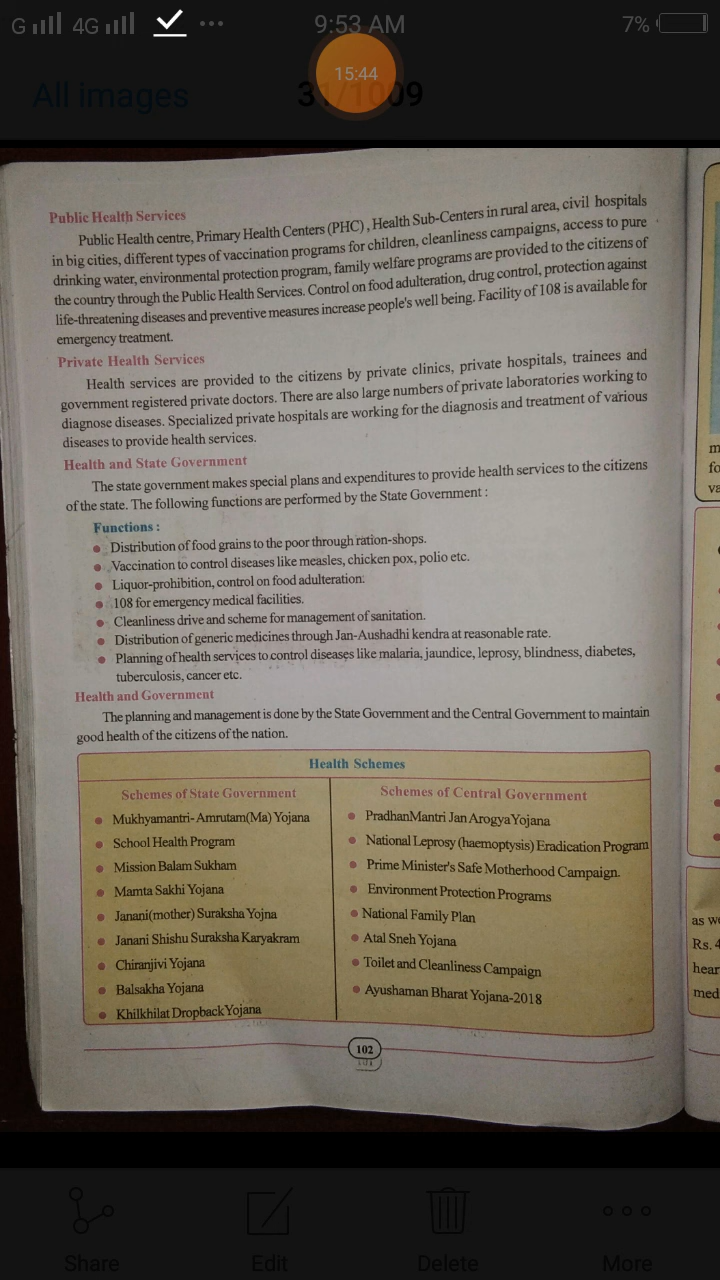 G 4G 9:53 AM 7%
15:44
All images
Public Health Services
Public Health centre, Primary Health Centers (PHC) , Health Sub-Centers in rural area, civil hospitals
in big cities, different types of vaccination programs for children, cleanliness campaigns, access to pure
drinking water, environmental protection program, family welfare programs are provided to the citizens of
the country through the Public Health Services. Control on food adulteration, drug control, protection against
life-threatening diseases and preventive measures increase people's well being. Facility of 108 is available for
emergency treatment.
Private Health Services
Health services are provided to the citizens by private clinics, private hospitals, trainees and
government registered private doctors. There are also large numbers of private laboratories working to
diagnose diseases. Specialized private hospitals are working for the diagnosis and treatment of various
diseases to provide health services.
Health and State Government
The state government makes special plans and expenditures to provide health services to the citizens
of the state. The following functions are performed by the State Government :
Functions :
• Distribution of food grains to the poor through ration-shops.
• Vaccination to control diseases like measles, chicken pox, polio etc.
• Liquor-prohibition, control on food adulteration.
• 108 for emergency medical facilities.
• Cleanliness drive and scheme for management of sanitation.
• Distribution of generic medicines through Jan-Aushadhi kendra at reasonable rate.
• Planning of health services to control diseases like malaria, jaundice, leprosy, blindness, diabetes,
tuberculosis, cancer etc.
Health and Government
The planning and management is done by the State Government and the Central Government to maintain
good health of the citizens of the nation.
Health Schemes
Schemes of State Government
• Mukhyamantri- Amrutam(Ma) Yojana
• School Health Program
• Mission Balam Sukham
• Mamta Sakhi Yojana
• Janani(mother) Suraksha Yojna
• Janani Shishu Suraksha Karyakram
• Chiranjivi Yojana
• Balsakha Yojana
• Khilkhilat Dropback Yojana
Schemes of Central Government
• PradhanMantri Jan Arogya Yojana
• National Leprosy (haemoptysis) Eradication Program
• Prime Minister's Safe Motherhood Campaign.
• Environment Protection Programs
• National Family Plan
• Atal Sneh Yojana
• Toilet and Cleanliness Campaign
• Ayushaman Bharat Yojana-2018
102
Rs. 4
Share Edit Delete More